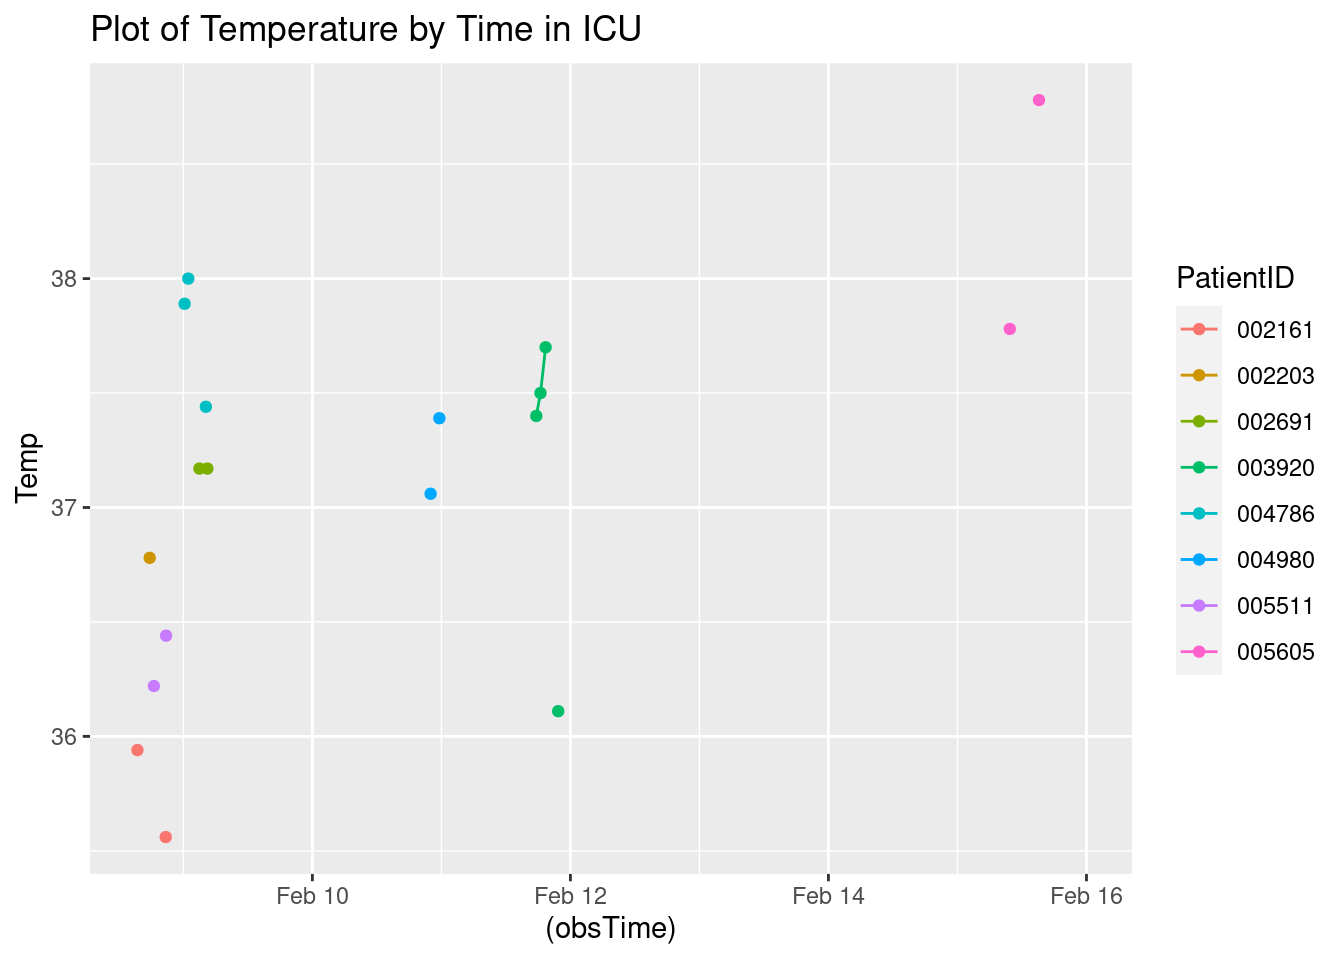 Plot of Temperature by Time in ICU
38
37
36
Temp
Feb 10
Feb 12
Feb 14
Feb 16
(obsTime)
PatientID
002161
002203
002691
003920
004786
004980
005511
005605